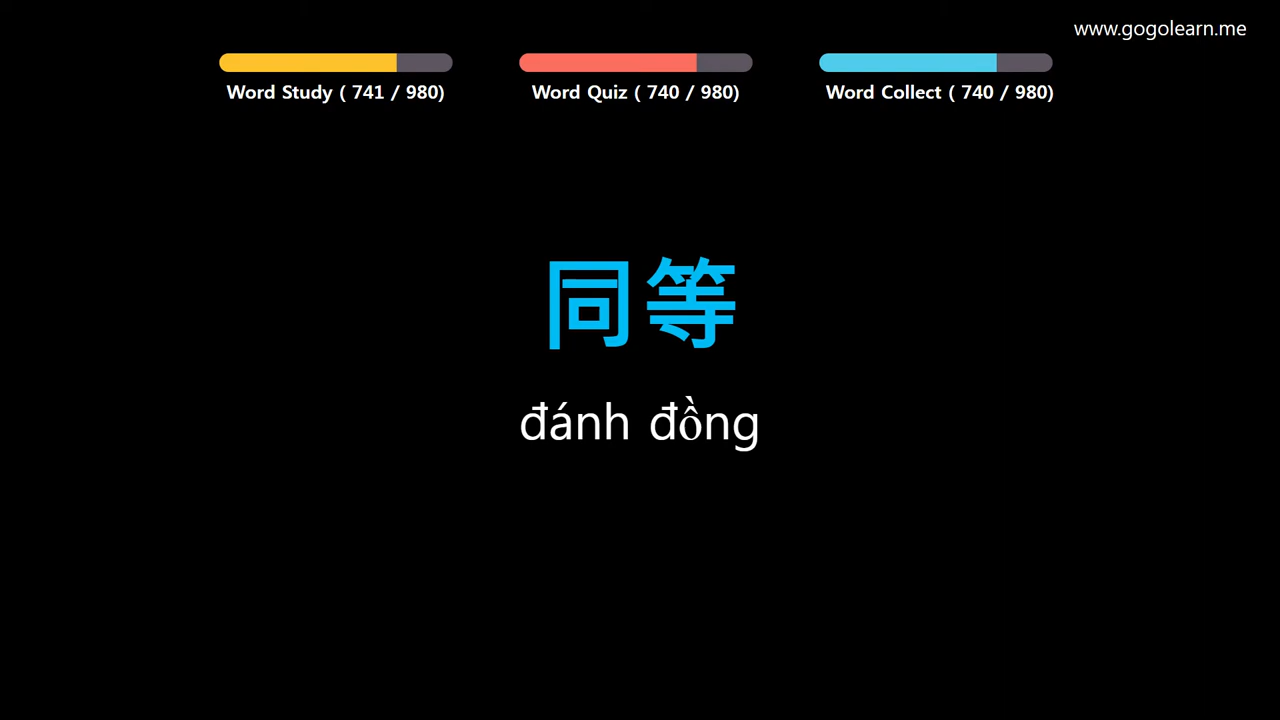 www.gogolearn.me
Word Study ( 741 / 980)
Word Quiz ( 740 / 980)
Word Collect ( 740 / 980)
同等
đánh đồng